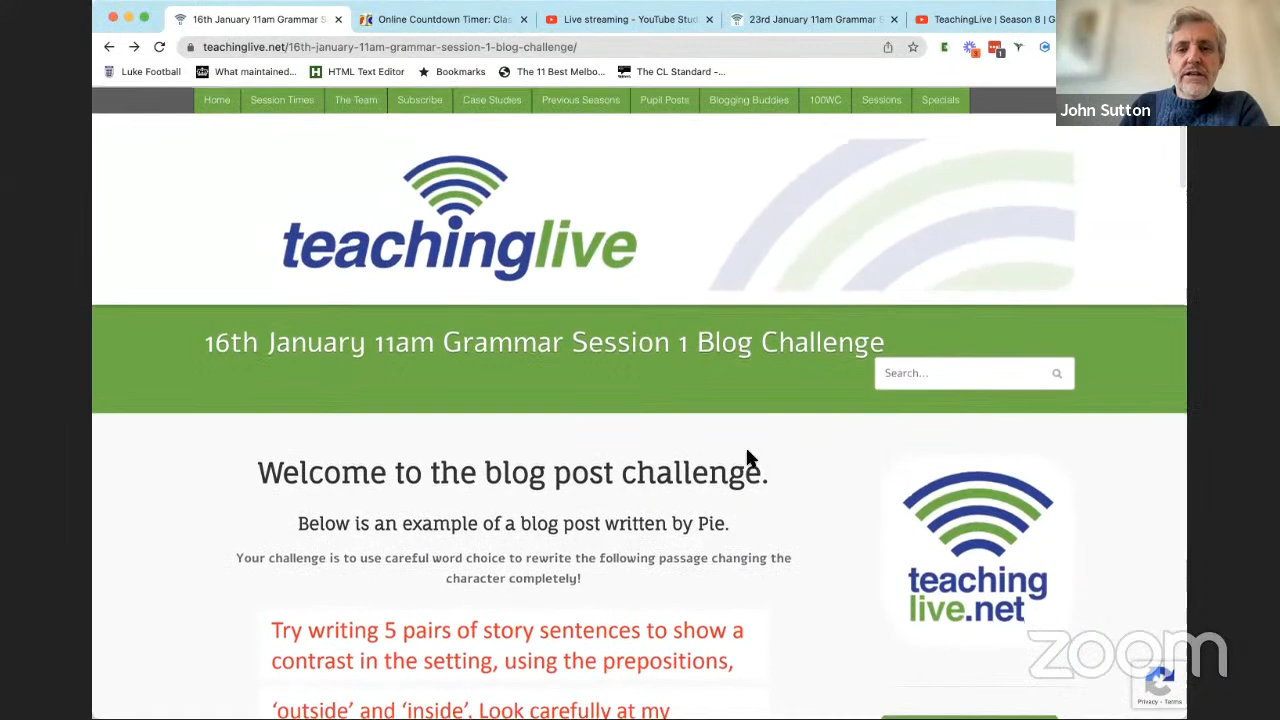 16th January 11am Grammar S
Online Countdown Timer: Clas
Live streaming - YouTube Stud
23rd January 11am Grammar S
TeachingLive | Season 8 | G
teachinglive.net/16th-january-11am-grammar-session-1-blog-challenge/
Luke Football
What maintained...
HTML Text Editor
Bookmarks
The 11 Best Melbo...
The CL Standard -...
John Sutton
Home
Session Times
The Team
Subscribe
Case Studies
Previous Seasons
Pupil Posts
Blogging Buddies
100WC
Sessions
Specials
teachinglive
16th January 11am Grammar Session 1 Blog Challenge
Search...
Welcome to the blog post challenge.
Below is an example of a blog post written by Pie.
Your challenge is to use careful word choice to rewrite the following passage changing the
character completely!
Try writing 5 pairs of story sentences to show a
contrast in the setting, using the prepositions,
‘outside’ and ‘inside’. Look carefully at my
teaching
live.net
zoom
Privacy - Terms